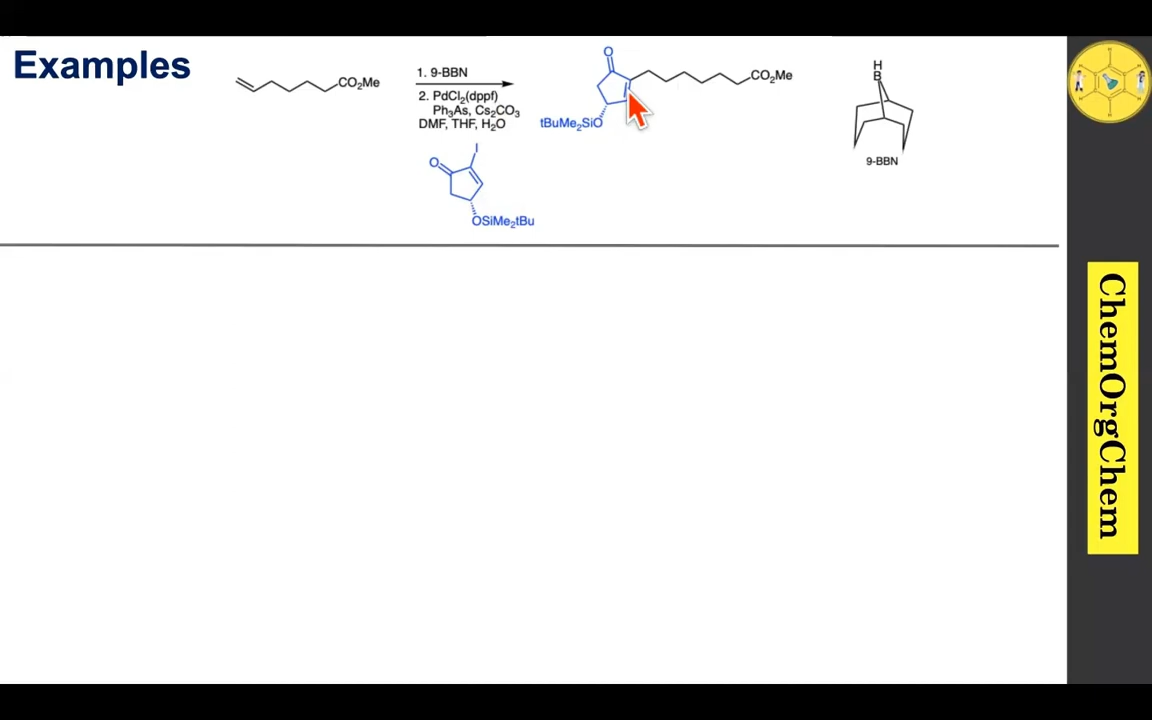 Examples
CO₂Me
1. 9-BBN
2. PdCl₂(dppf)
Ph₃As, Cs₂CO₃
DMF, THF, H₂O
O
I
OSiMe₂tBu
O
CO₂Me
tBuMe₂SiO
H
B
9-BBN
ChemOrgChem